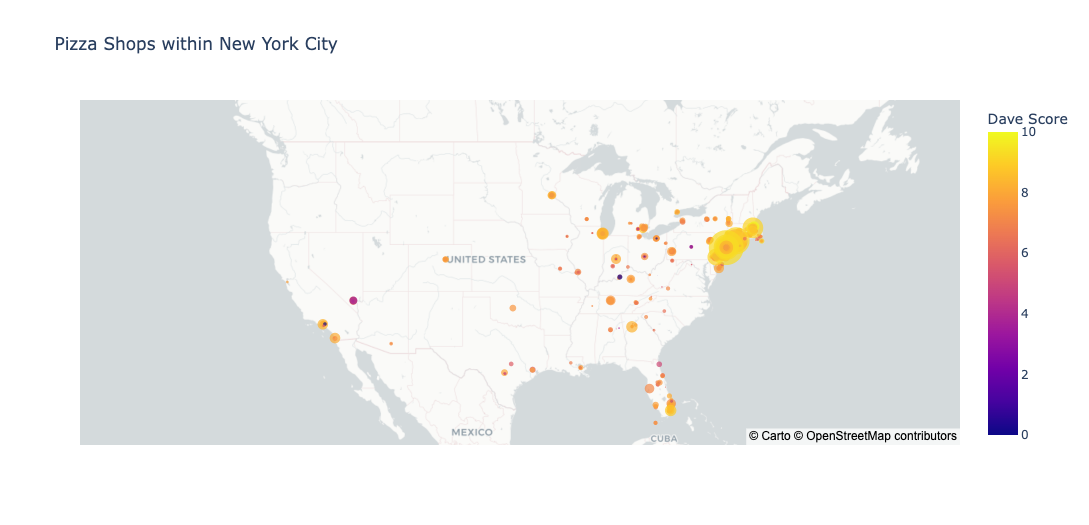 Pizza Shops within New York City
Dave Score
10
8
6
4
2
0
UNITED STATES
MEXICO
CUBA
© Carto © OpenStreetMap contributors